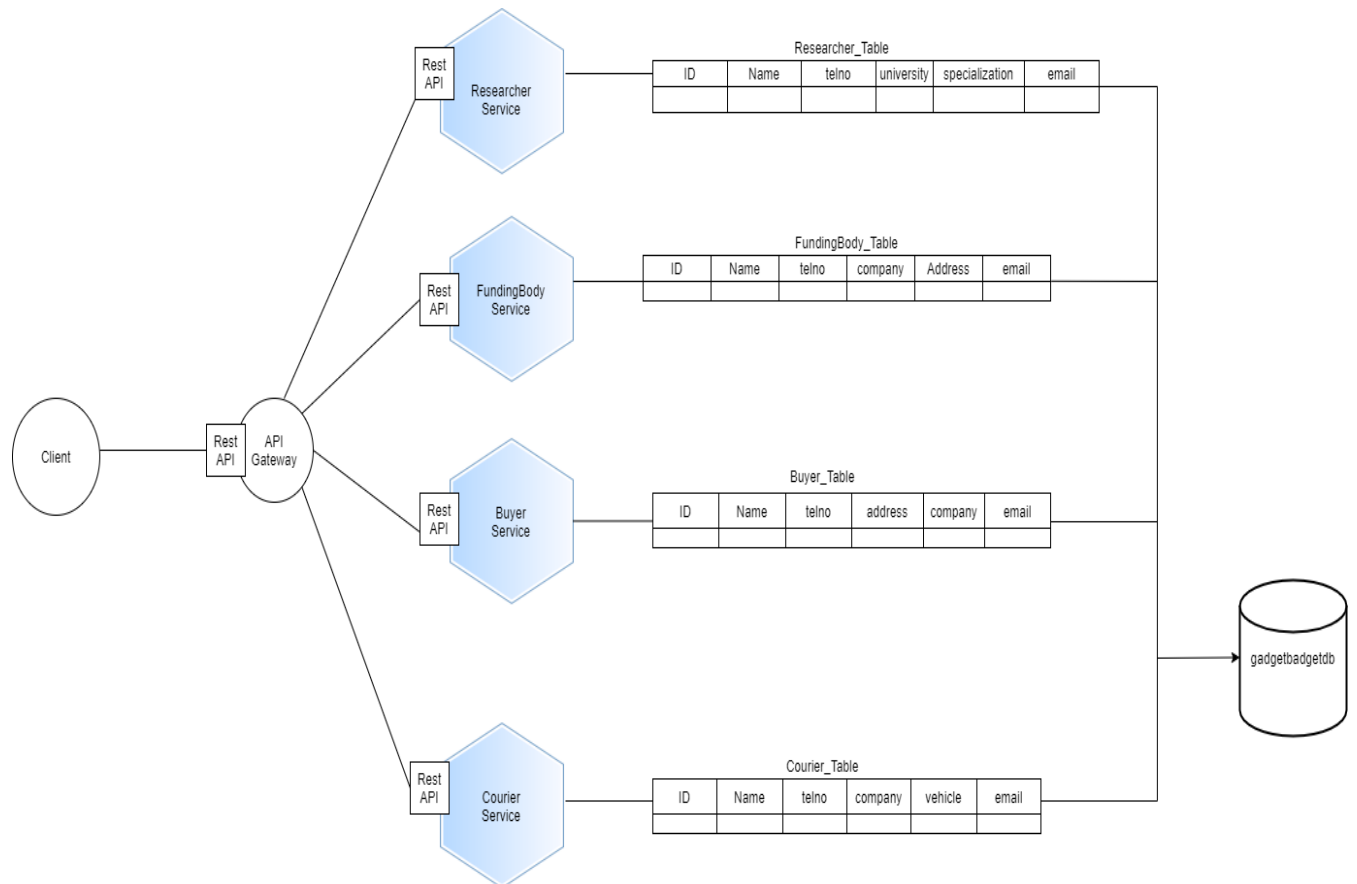 Researcher_Table
Rest
API
Researcher
Service
ID Name telno university specialization email
FundingBody_Table
ID Name telno company Address email
Rest
API
FundingBody
Service
Client
Rest
API
API
Gateway
Buyer_Table
Rest
API
Buyer
Service
ID Name telno address company email
gadgetbadgetdb
Courier_Table
Rest
API
Courier
Service
ID Name telno company vehicle email